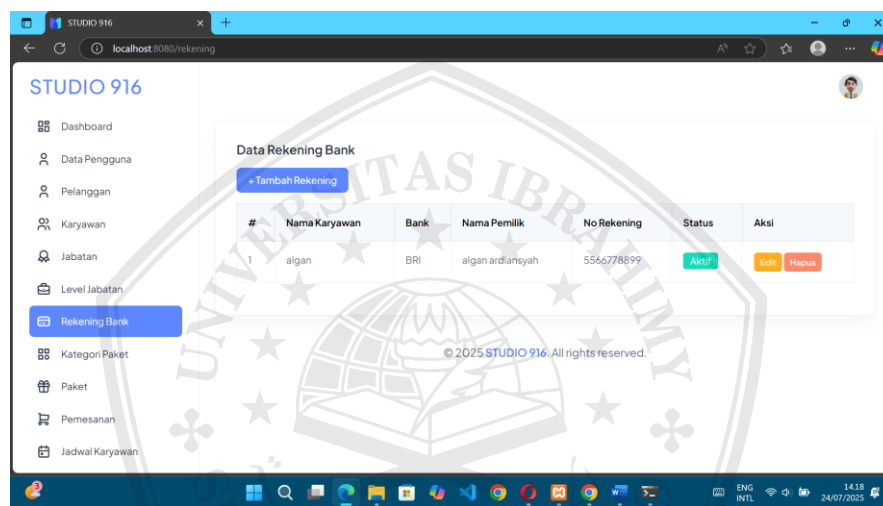 STUDIO 916
localhost:8080/rekening
STUDIO 916
Dashboard
Data Pengguna
Pelanggan
Karyawan
Jabatan
Level Jabatan
Rekening Bank
Kategori Paket
Paket
Pemesanan
Jadwal Karyawan
Data Rekening Bank
+ Tambah Rekening
# Nama Karyawan Bank Nama Pemilik No Rekening Status Aksi
1 algan BRI algan ardiansyah 5566778899 Aktif Edit Hapus
© 2025 STUDIO 916. All rights reserved.
UNIVERSITAS IBRAHIMY
3
ENG
INTL
14.18
24/07/2025